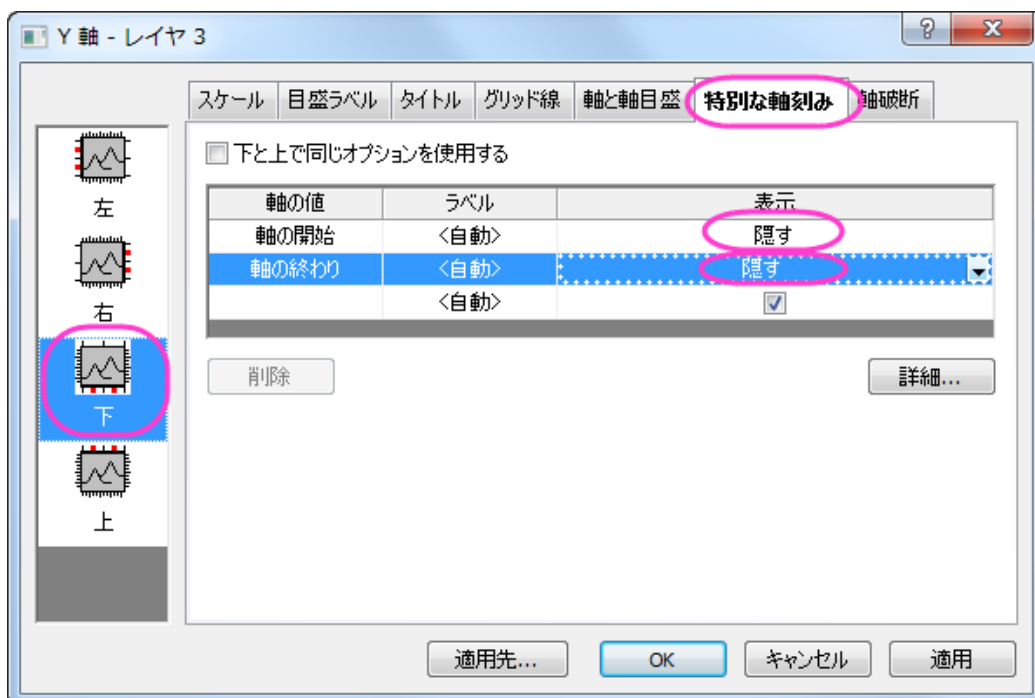 Y 軸 - レイヤ 3
スケール 目盛ラベル タイトル グリッド線 軸と軸目盛 特別な軸刻み 軸破断
左
右
下
上
下と上で同じオプションを使用する
軸の値 ラベル 表示
軸の開始 <自動> 隠す
軸の終わり <自動> 隠す
<自動>
削除 詳細...
適用先... OK キャンセル 適用